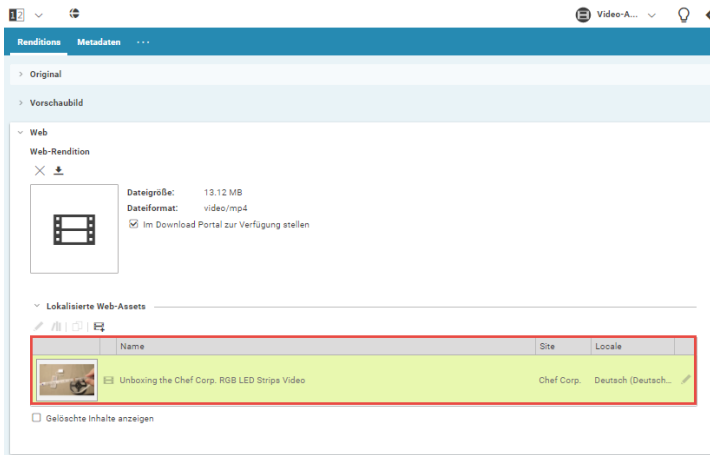 12
Video-A...
Renditions Metadaten ...
Original
Vorschaubild
Web
Web-Rendition
Dateigröße: 13.12 MB
Dateiformat: video/mp4
Im Download Portal zur Verfügung stellen
Lokalisierte Web-Assets
Name Site Locale
Unboxing the Chef Corp. RGB LED Strips Video Chef Corp. Deutsch (Deutsch...
Gelöschte Inhalte anzeigen